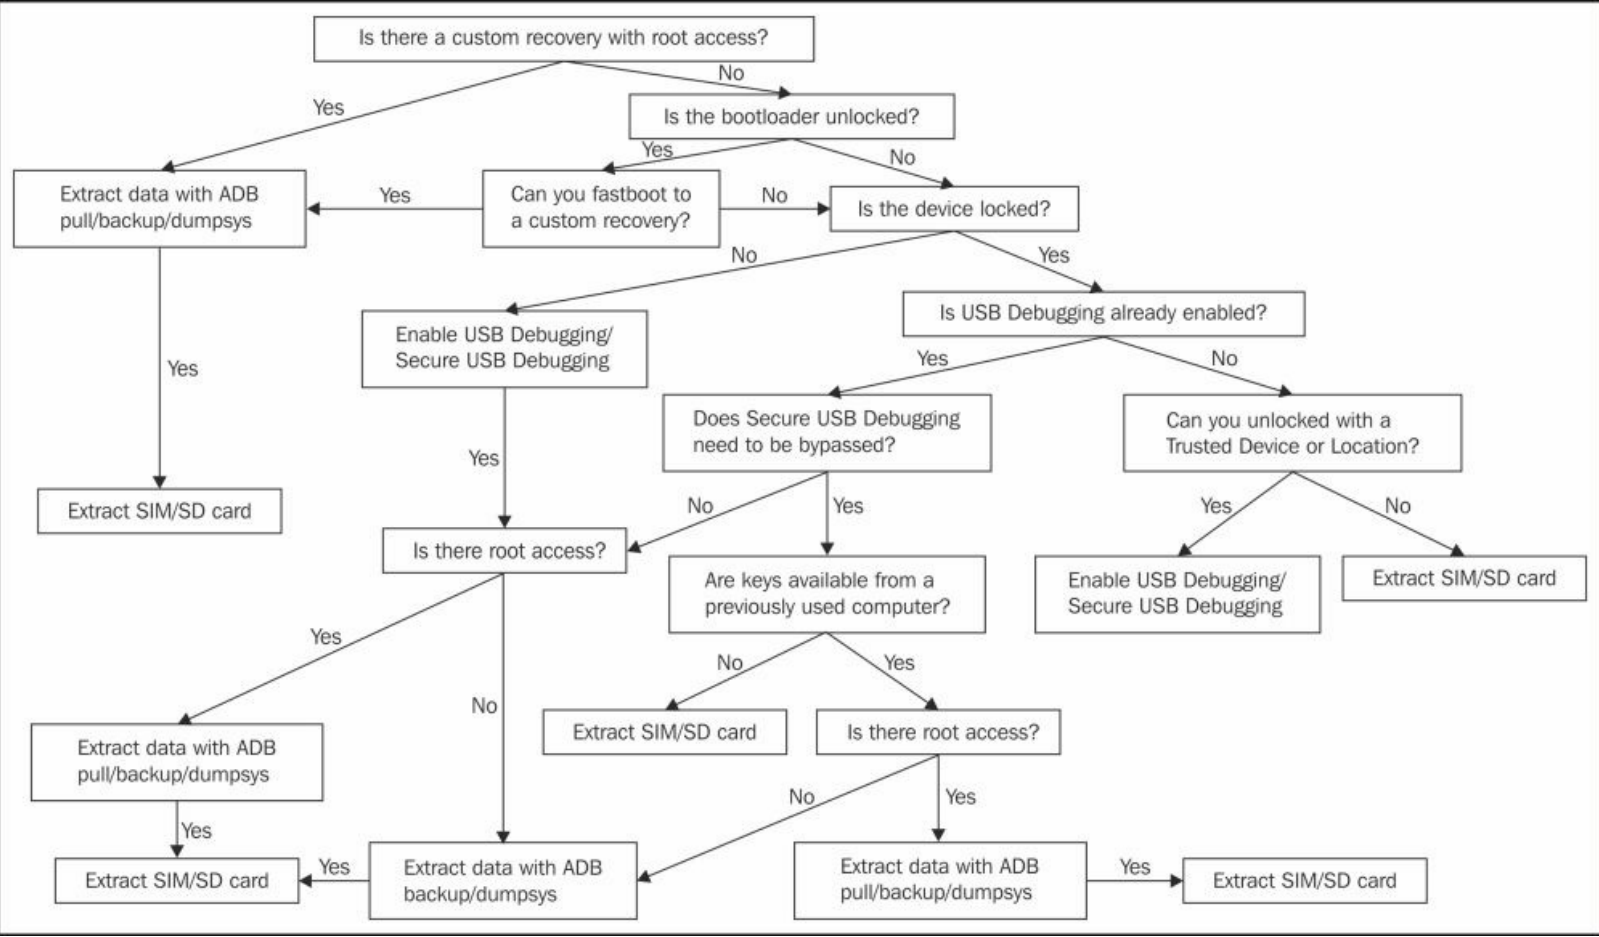 Is there a custom recovery with root access?
No
Yes
Is the bootloader unlocked?
Yes
No
Extract data with ADB
pull/backup/dumpsys
Yes
Can you fastboot to
a custom recovery?
No
Is the device locked?
No
Yes
Enable USB Debugging/
Secure USB Debugging
Is USB Debugging already enabled?
Yes
Yes
No
Does Secure USB Debugging
need to be bypassed?
Can you unlocked with a
Trusted Device or Location?
Yes
Extract SIM/SD card
No
Yes
Yes
No
Is there root access?
Are keys available from a
previously used computer?
Enable USB Debugging/
Secure USB Debugging
Extract SIM/SD card
Yes
No
No
Yes
Extract data with ADB
pull/backup/dumpsys
Extract SIM/SD card
Is there root access?
Yes
No
Yes
Extract SIM/SD card
Yes
Extract data with ADB
backup/dumpsys
Extract data with ADB
pull/backup/dumpsys
Yes
Extract SIM/SD card